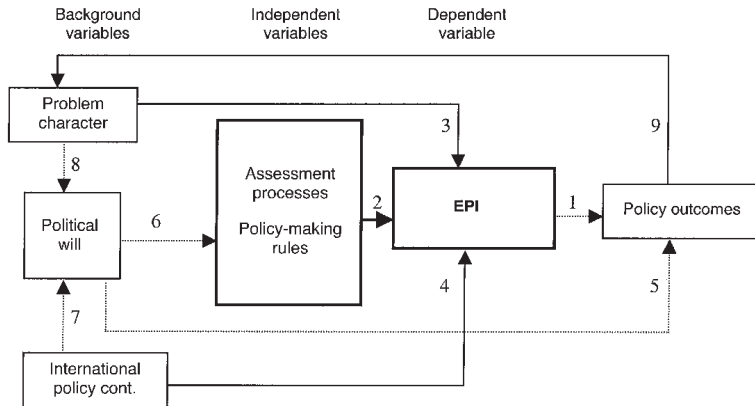 Background
variables
Independent
variables
Dependent
variable
Problem
character
3
9
8
Assessment
processes
Policy-making
rules
2
EPI
1
Policy outcomes
Political
will
6
4
5
7
International
policy cont.